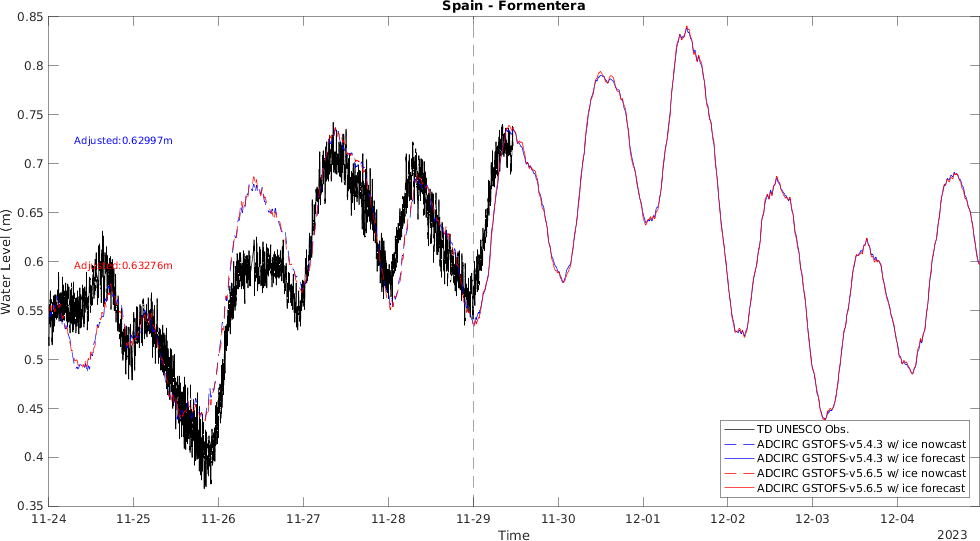 Spain - Formentera
0.85
0.8
0.75
0.7
0.65
0.6
0.55
0.5
0.45
0.4
0.35
Water Level (m)
Adjusted:0.62997m
Adjusted:0.63276m
TD UNESCO Obs.
ADCIRC GSTOFS-v5.4.3 w/ ice nowcast
ADCIRC GSTOFS-v5.4.3 w/ ice forecast
ADCIRC GSTOFS-v5.6.5 w/ ice nowcast
ADCIRC GSTOFS-v5.6.5 w/ ice forecast
11-24 11-25 11-26 11-27 11-28 11-29 11-30 12-01 12-02 12-03 12-04
Time
2023